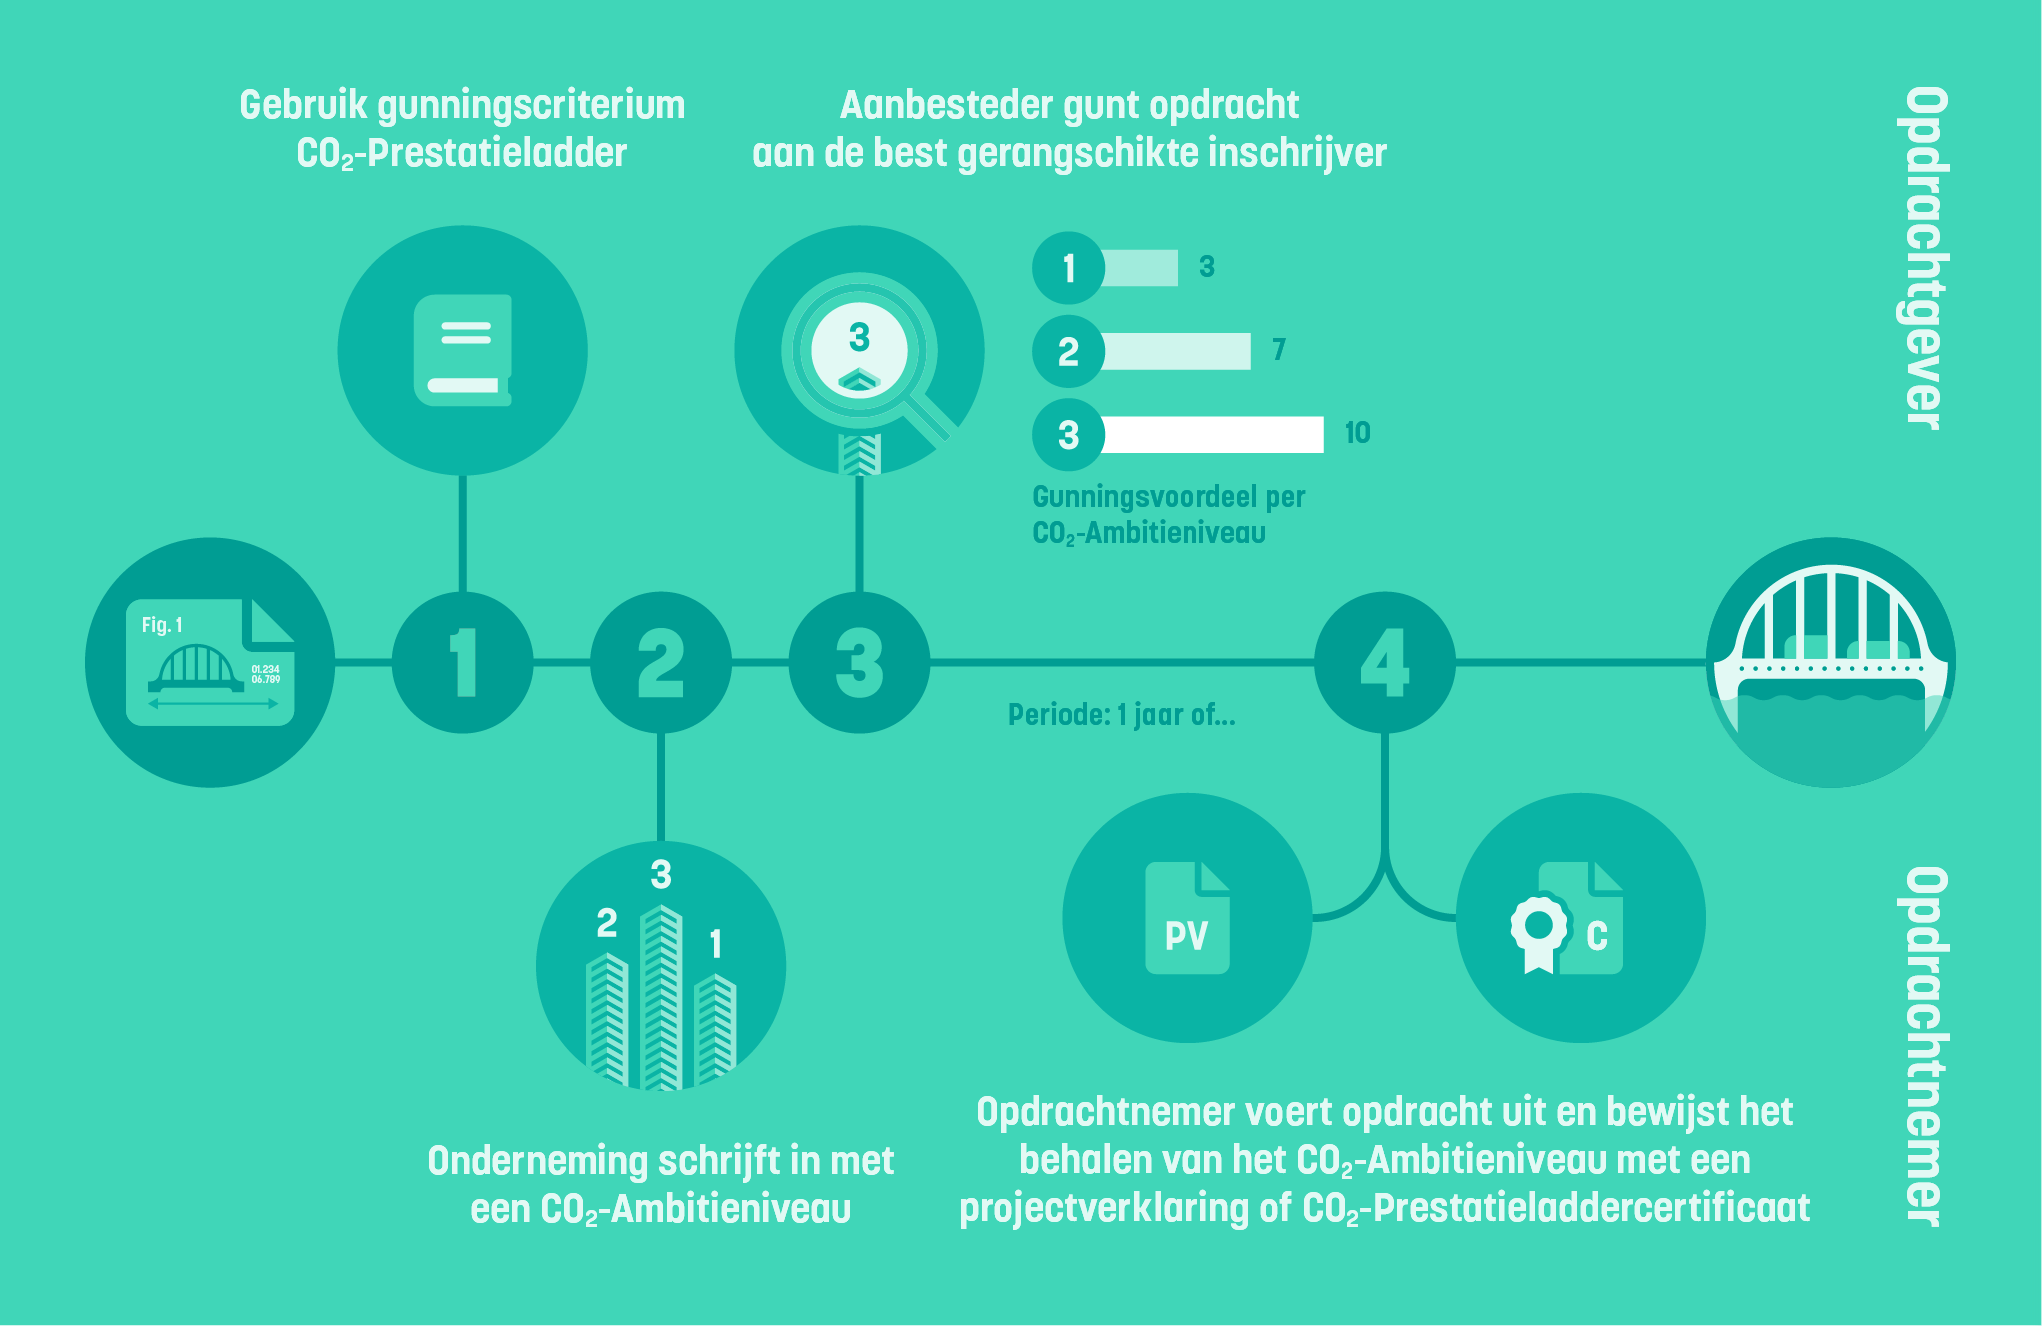 Gebruik gunningscriterium
CO₂-Prestatieladder
Aanbesteder gunt opdracht
aan de best gerangschikte inschrijver
Opdrachtgever
3
1 3
2 7
3 10
Gunningsvoordeel per
CO₂-Ambitieniveau
Fig. 1
01.234
06.789
1
2
3
4
Periode: 1 jaar of...
3
2
1
PV
C
Onderneming schrijft in met
een CO₂-Ambitieniveau
Opdrachtnemer voert opdracht uit en bewijst het
behalen van het CO₂-Ambitieniveau met een
projectverklaring of CO₂-Prestatieladdercertificaat
Opdrachtnemer